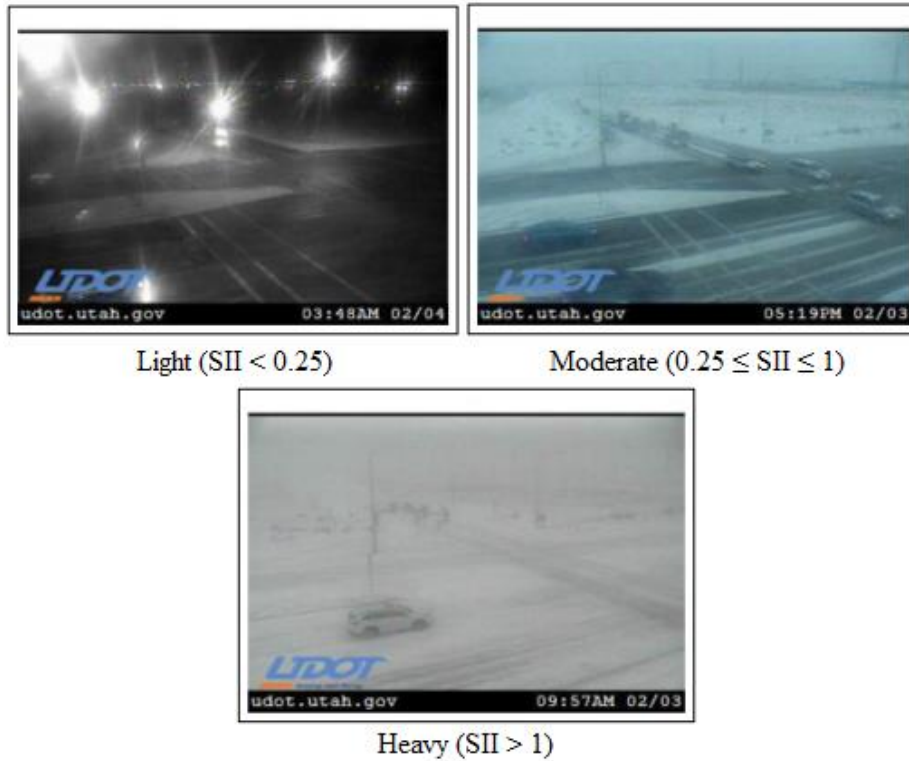 UDOT
udot.utah.gov 03:48AM 02/04
UDOT
udot.utah.gov 05:19PM 02/03
Light (SII < 0.25)
Moderate (0.25 ≤ SII ≤ 1)
UDOT
udot.utah.gov 09:57AM 02/03
Heavy (SII > 1)